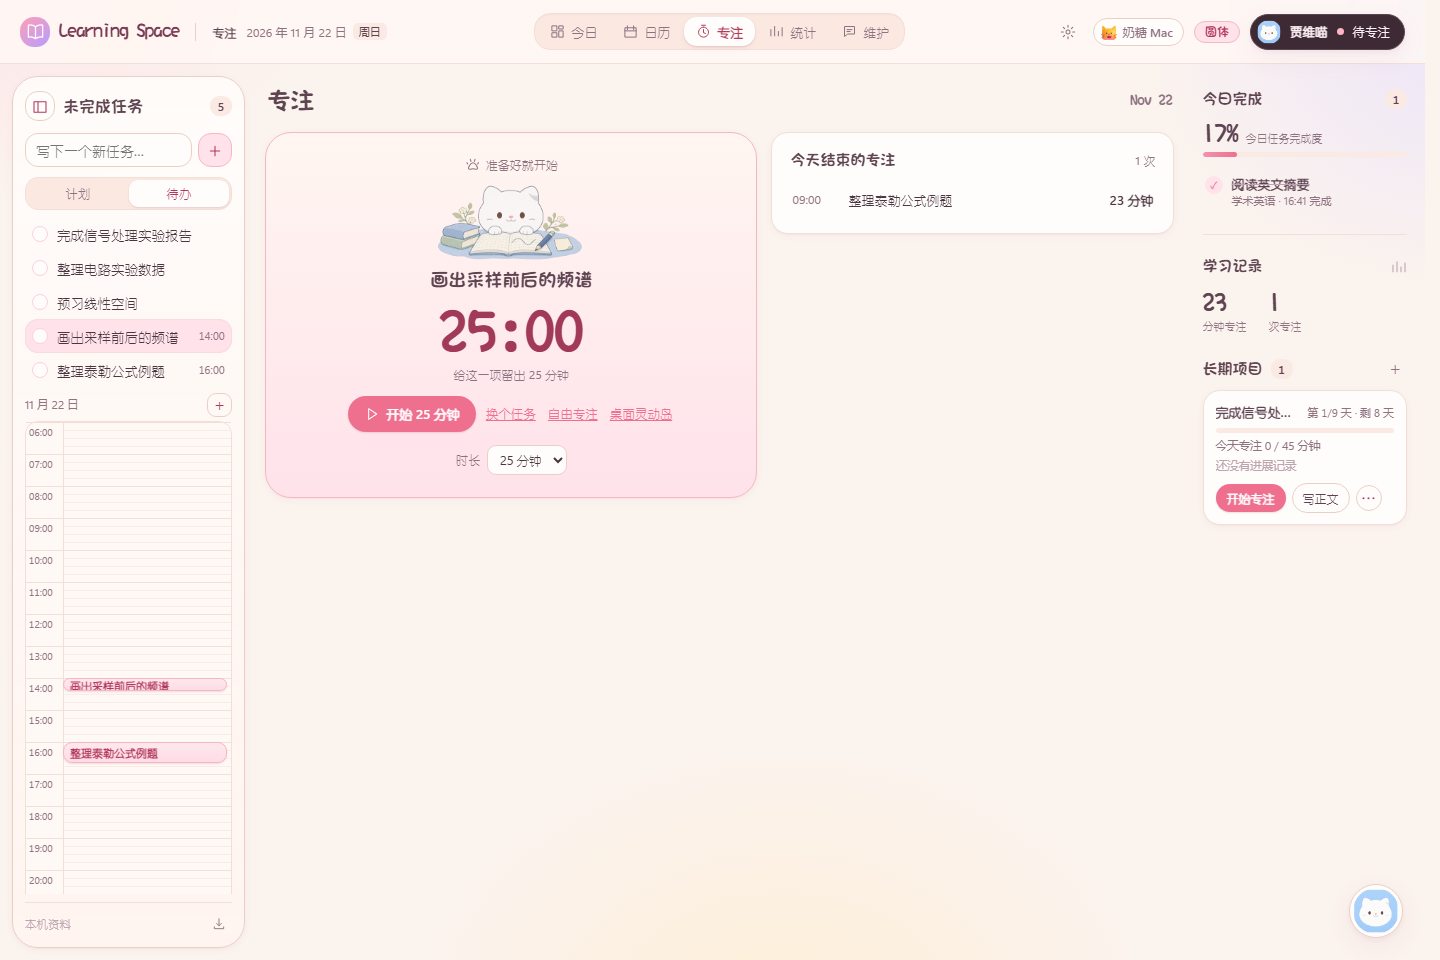 Learning Space
专注 2026 年 11 月 22 日 周日
今日 日历 专注 统计 维护
奶糖 Mac
圆体
贾维喵 待专注
未完成任务 5
写下一个新任务...
计划 待办
完成信号处理实验报告
整理电路实验数据
预习线性空间
画出采样前后的频谱 14:00
整理泰勒公式例题 16:00
11 月 22 日
06:00
07:00
08:00
09:00
10:00
11:00
12:00
13:00
14:00 画出采样前后的频谱
15:00
16:00 整理泰勒公式例题
17:00
18:00
19:00
20:00
本机资料
专注 Nov 22
准备好就开始
画出采样前后的频谱
25:00
给这一项留出 25 分钟
开始 25 分钟 换个任务 自由专注 桌面灵动岛
时长 25 分钟
今天结束的专注 1 次
09:00 整理泰勒公式例题 23 分钟
今日完成 1
17% 今日任务完成度
阅读英文摘要
学术英语 · 16:41 完成
学习记录
23 1
分钟专注 次专注
长期项目 1
完成信号处... 第 1/9 天 · 剩 8 天
今天专注 0 / 45 分钟
还没有进展记录
开始专注 写正文